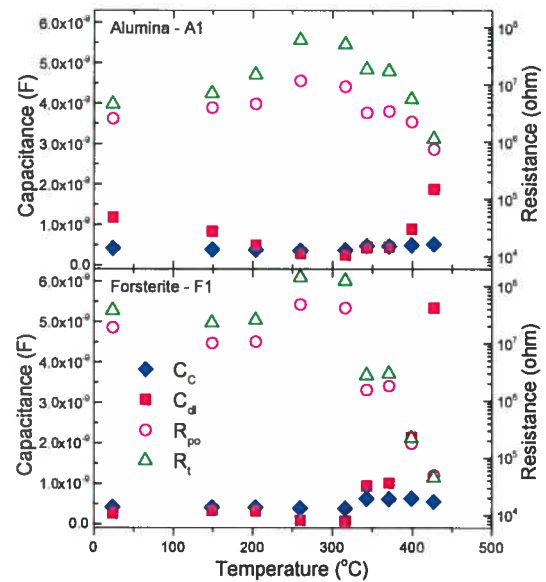 Alumina - A1
Capacitance (F)
6.0x10⁻⁹
5.0x10⁻⁹
4.0x10⁻⁹
3.0x10⁻⁹
2.0x10⁻⁹
1.0x10⁻⁹
0.0
10⁸
10⁷
10⁶
10⁵
10⁴
Resistance (ohm)
Forsterite - F1
Capacitance (F)
6.0x10⁻⁹
5.0x10⁻⁹
4.0x10⁻⁹
3.0x10⁻⁹
2.0x10⁻⁹
1.0x10⁻⁹
0.0
C_C
C_dl
R_po
R_t
10⁸
10⁷
10⁶
10⁵
10⁴
Resistance (ohm)
0 100 200 300 400 500
Temperature (°C)